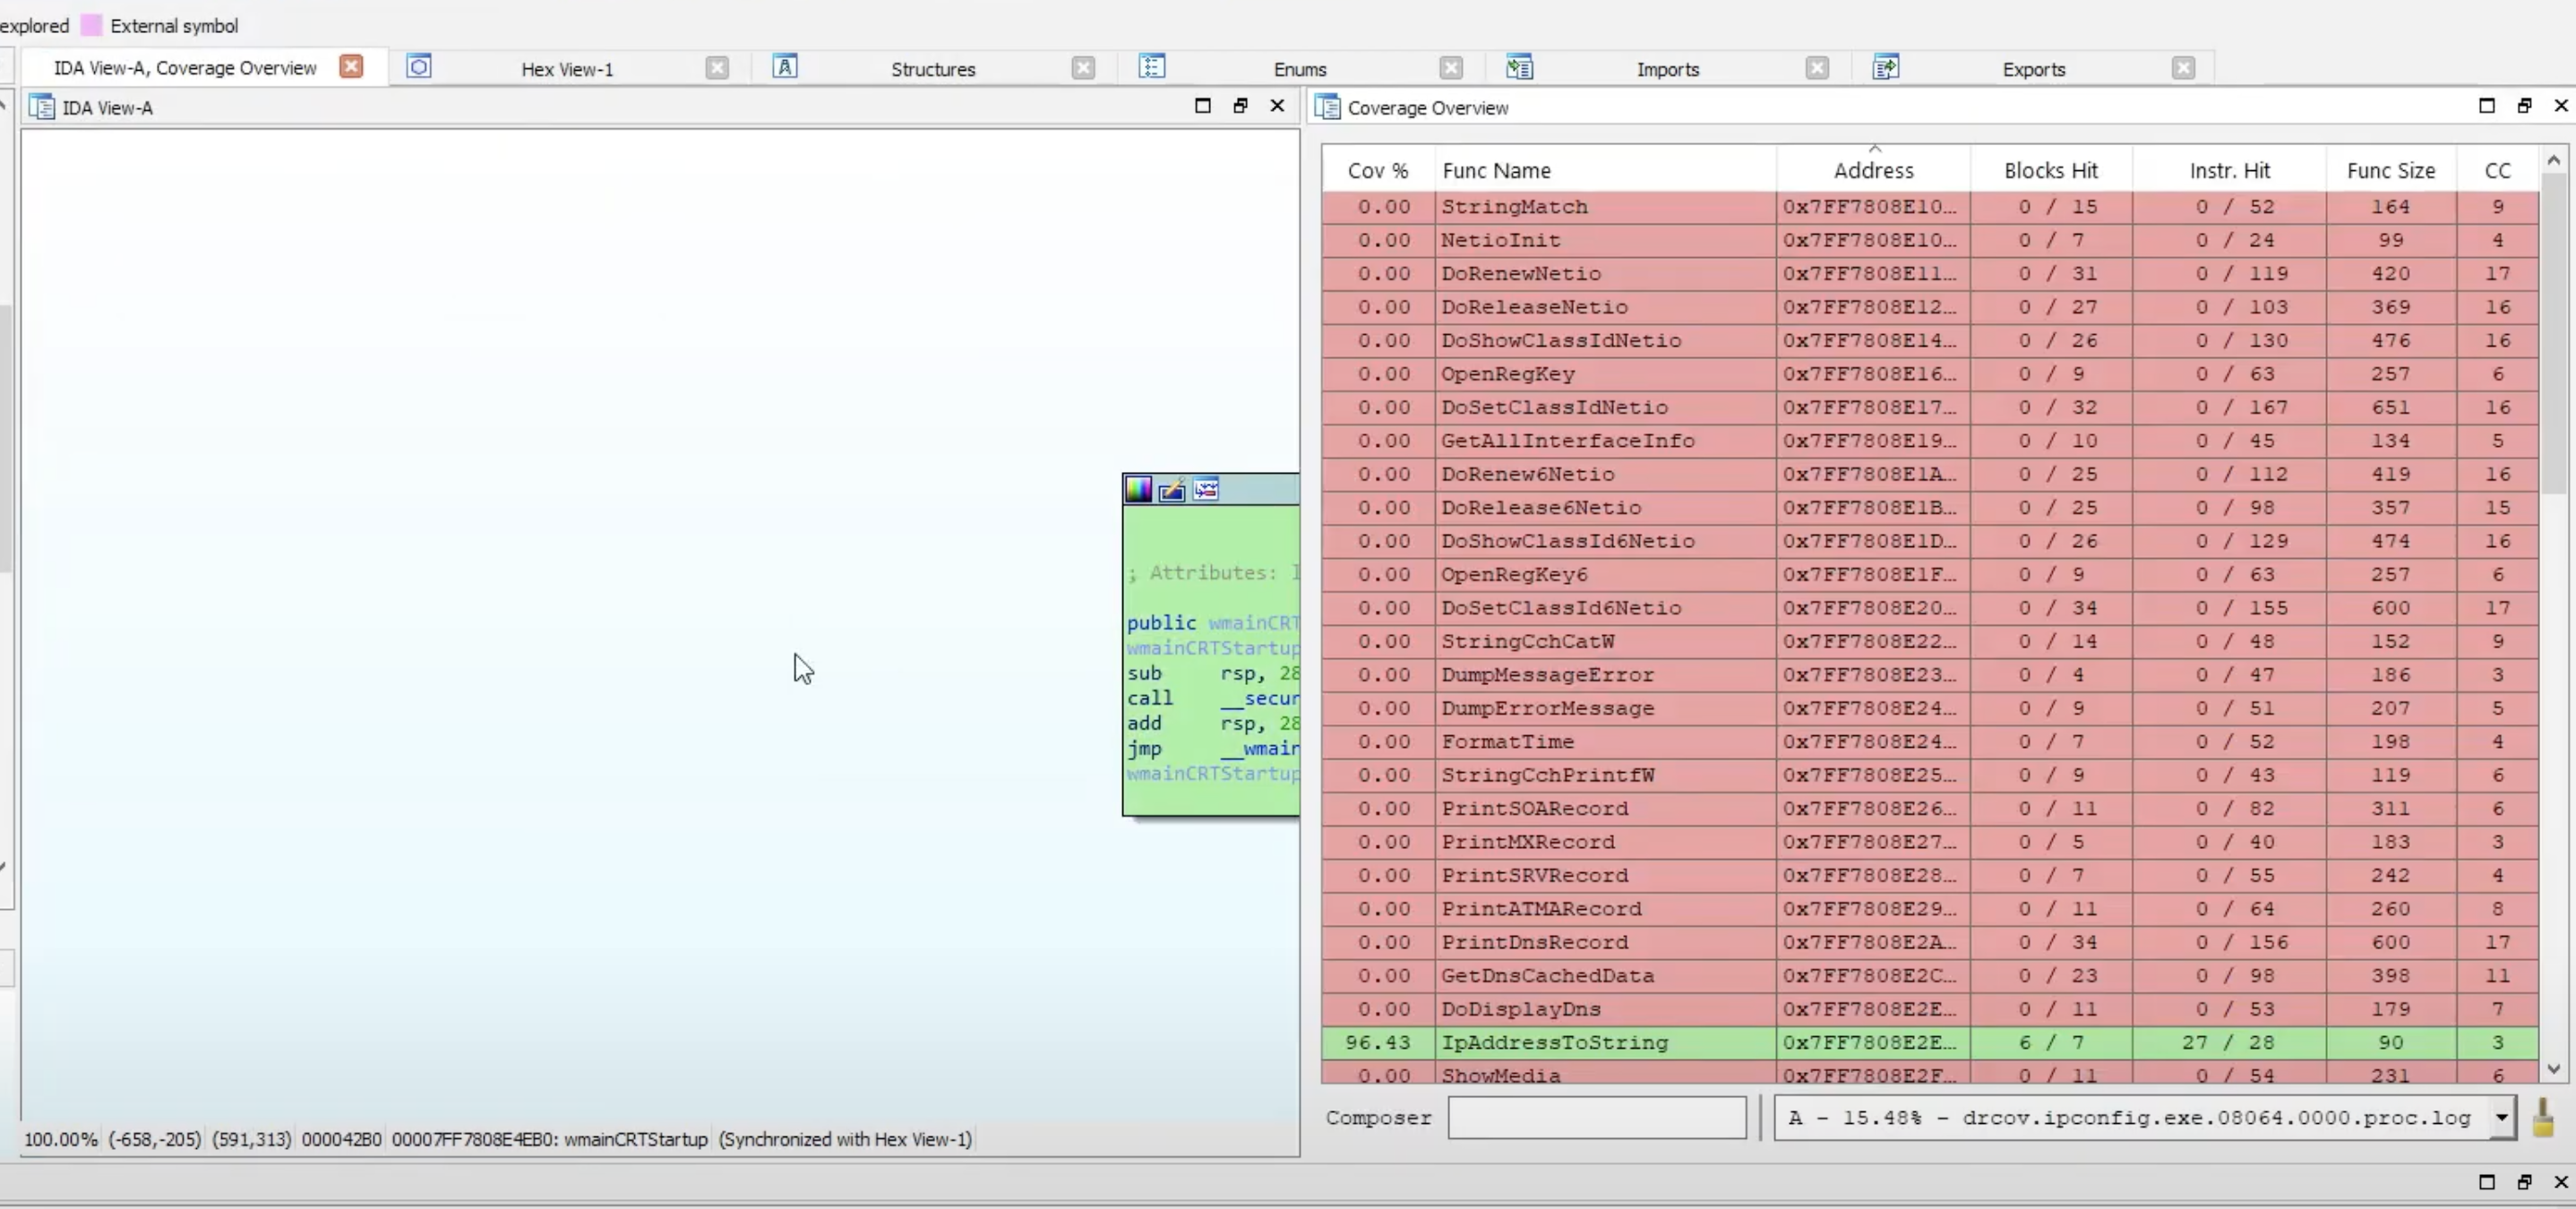 explored External symbol
IDA View-A, Coverage Overview Hex View-1 Structures Enums Imports Exports
IDA View-A
; Attributes:
public wmainCRT
wmainCRTStartup
sub rsp, 28
call __secur
add rsp, 28
jmp __wmain
wmainCRTStartup
100.00% (-658,-205) (591,313) 000042B0 00007FF7808E4EB0: wmainCRTStartup (Synchronized with Hex View-1)
Coverage Overview
Cov % Func Name Address Blocks Hit Instr. Hit Func Size CC
0.00 StringMatch 0x7FF7808E10… 0 / 15 0 / 52 164 9
0.00 NetioInit 0x7FF7808E10… 0 / 7 0 / 24 99 4
0.00 DoRenewNetio 0x7FF7808E11… 0 / 31 0 / 119 420 17
0.00 DoReleaseNetio 0x7FF7808E12… 0 / 27 0 / 103 369 16
0.00 DoShowClassIdNetio 0x7FF7808E14… 0 / 26 0 / 130 476 16
0.00 OpenRegKey 0x7FF7808E16… 0 / 9 0 / 63 257 6
0.00 DoSetClassIdNetio 0x7FF7808E17… 0 / 32 0 / 167 651 16
0.00 GetAllInterfaceInfo 0x7FF7808E19… 0 / 10 0 / 45 134 5
0.00 DoRenew6Netio 0x7FF7808E1A… 0 / 25 0 / 112 419 16
0.00 DoRelease6Netio 0x7FF7808E1B… 0 / 25 0 / 98 357 15
0.00 DoShowClassId6Netio 0x7FF7808E1D… 0 / 26 0 / 129 474 16
0.00 OpenRegKey6 0x7FF7808E1F… 0 / 9 0 / 63 257 6
0.00 DoSetClassId6Netio 0x7FF7808E20… 0 / 34 0 / 155 600 17
0.00 StringCchCatW 0x7FF7808E22… 0 / 14 0 / 48 152 9
0.00 DumpMessageError 0x7FF7808E23… 0 / 4 0 / 47 186 3
0.00 DumpErrorMessage 0x7FF7808E24… 0 / 9 0 / 51 207 5
0.00 FormatTime 0x7FF7808E24… 0 / 7 0 / 52 198 4
0.00 StringCchPrintfW 0x7FF7808E25… 0 / 9 0 / 43 119 6
0.00 PrintSOARecord 0x7FF7808E26… 0 / 11 0 / 82 311 6
0.00 PrintMXRecord 0x7FF7808E27… 0 / 5 0 / 40 183 3
0.00 PrintSRVRecord 0x7FF7808E28… 0 / 7 0 / 55 242 4
0.00 PrintATMARecord 0x7FF7808E29… 0 / 11 0 / 64 260 8
0.00 PrintDnsRecord 0x7FF7808E2A… 0 / 34 0 / 156 600 17
0.00 GetDnsCachedData 0x7FF7808E2C… 0 / 23 0 / 98 398 11
0.00 DoDisplayDns 0x7FF7808E2E… 0 / 11 0 / 53 179 7
96.43 IpAddressToString 0x7FF7808E2E… 6 / 7 27 / 28 90 3
0.00 ShowMedia 0x7FF7808E2F… 0 / 11 0 / 54 231 6
Composer A - 15.48% - drcov.ipconfig.exe.08064.0000.proc.log